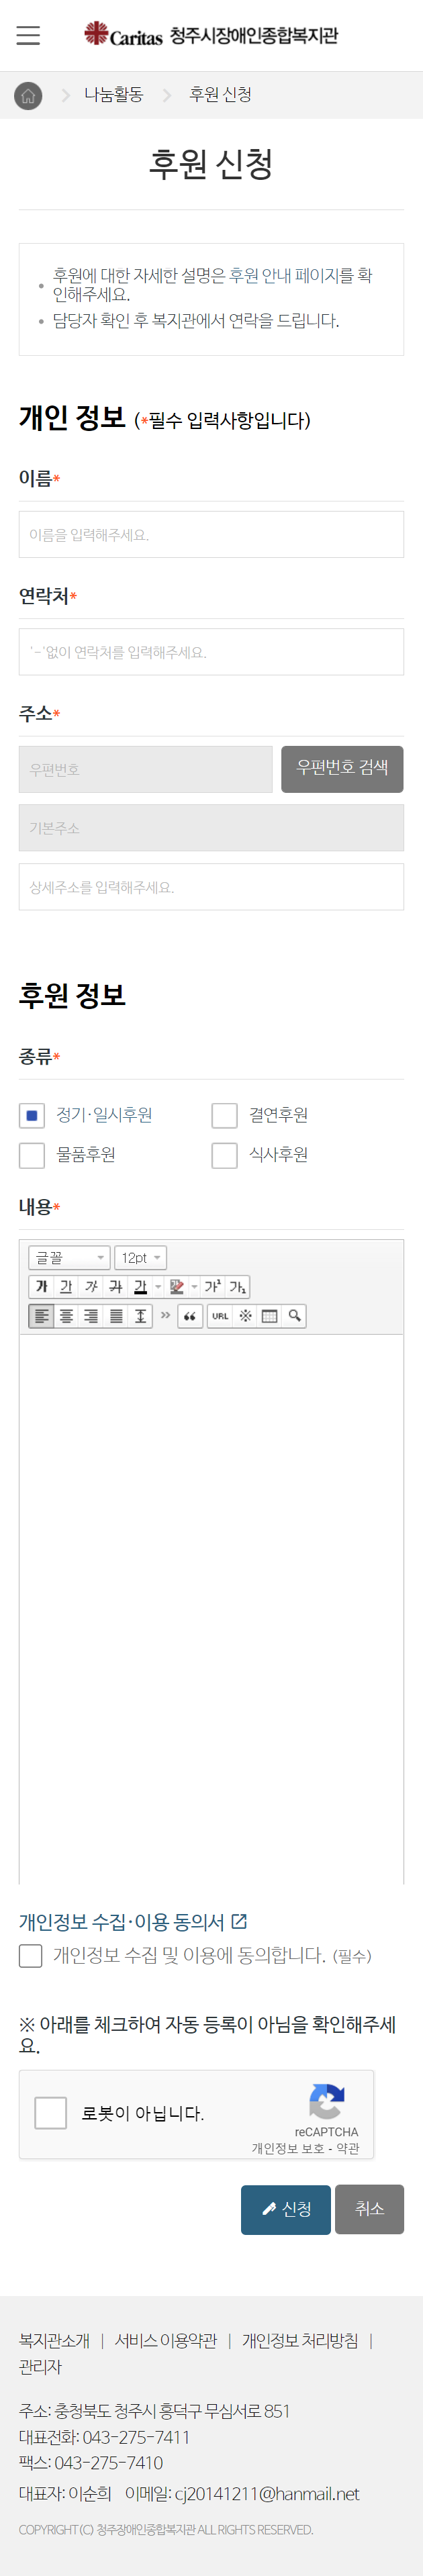 Caritas 청주시장애인종합복지관
나눔활동 후원 신청
후원 신청
후원에 대한 자세한 설명은 후원 안내 페이지를 확
인해주세요.
담당자 확인 후 복지관에서 연락을 드립니다.
개인 정보 (*필수 입력사항입니다)
이름*
이름을 입력해주세요.
연락처*
'-'없이 연락처를 입력해주세요.
주소*
우편번호 우편번호 검색
기본주소
상세주소를 입력해주세요.
후원 정보
종류*
정기·일시후원 결연후원
물품후원 식사후원
내용*
글꼴 12pt
가 가 가 가 가 가¹ 가₁
URL ※
개인정보 수집·이용 동의서
개인정보 수집 및 이용에 동의합니다. (필수)
※ 아래를 체크하여 자동 등록이 아님을 확인해주세
요.
로봇이 아닙니다.
reCAPTCHA
개인정보 보호 - 약관
신청 취소
복지관소개 | 서비스 이용약관 | 개인정보 처리방침 |
관리자
주소: 충청북도 청주시 흥덕구 무심서로 851
대표전화: 043-275-7411
팩스: 043-275-7410
대표자: 이순희 이메일: cj20141211@hanmail.net
COPYRIGHT (C) 청주장애인종합복지관 ALL RIGHTS RESERVED.